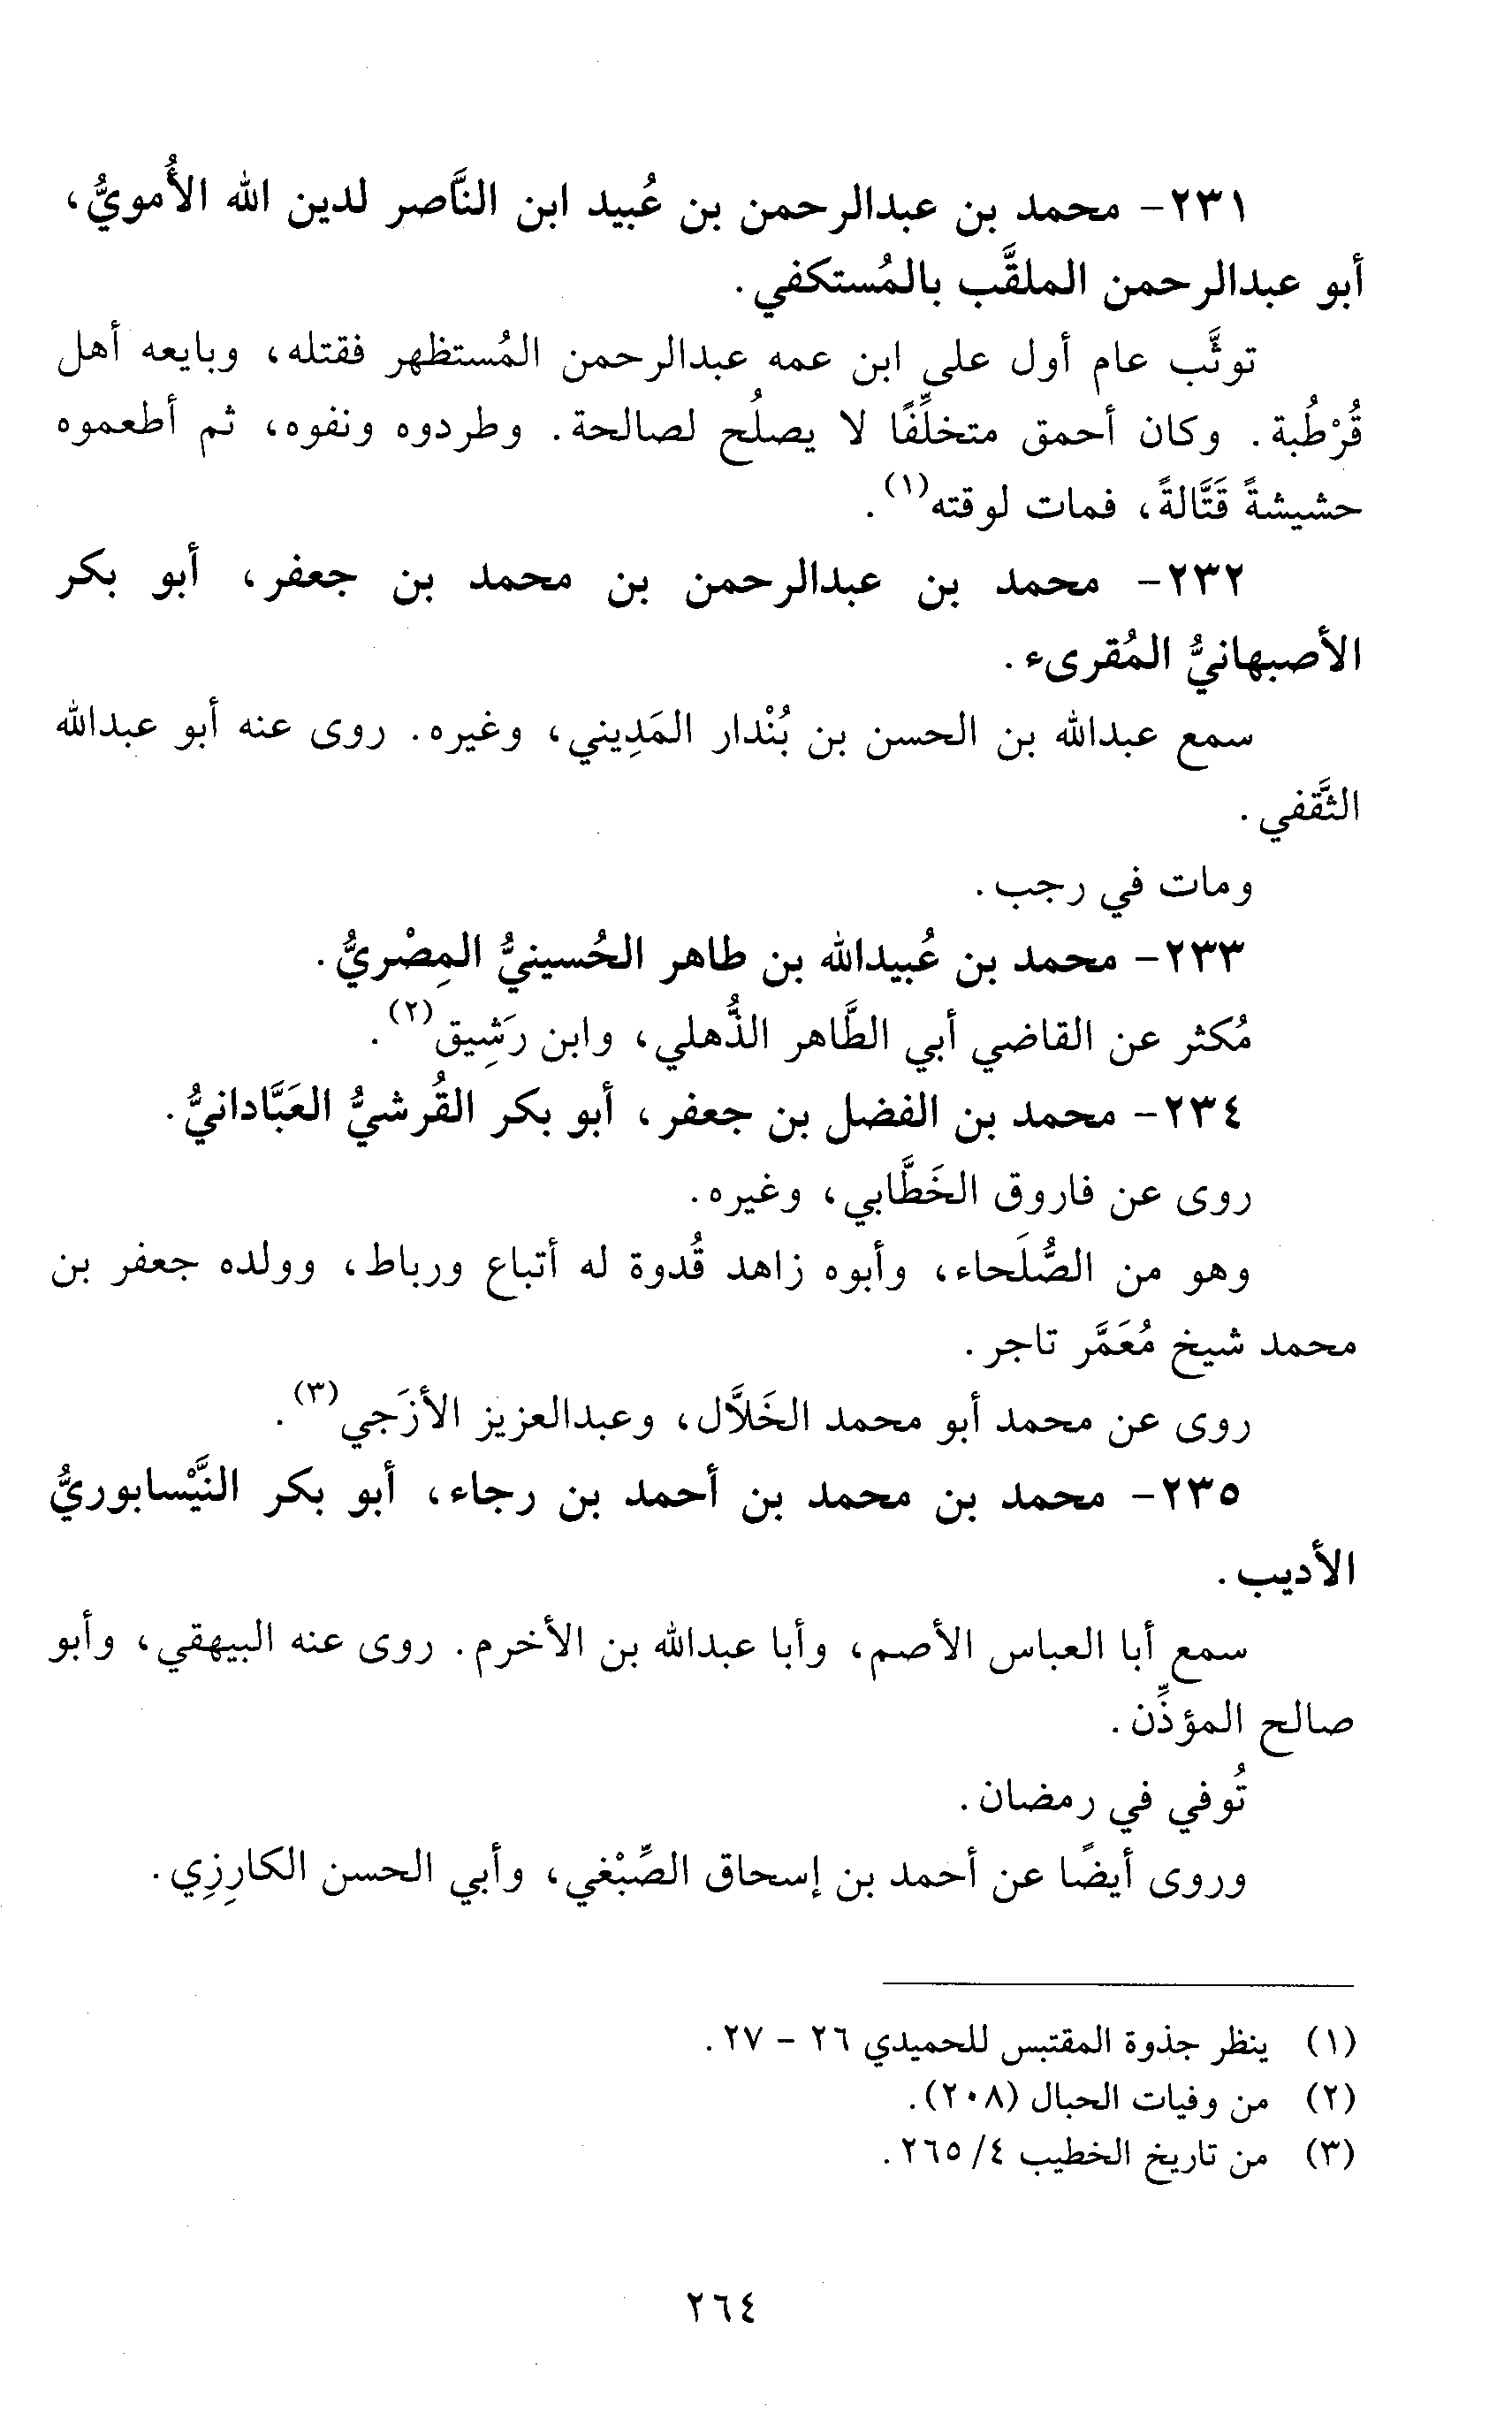 ٢٣١- محمد بن عبدالرحمن بن عُبيد ابن النَّاصر لدين الله الأُمويُّ،
أبو عبدالرحمن الملقَّب بالمُستكفي.
توثَّب عام أول على ابن عمه عبدالرحمن المُستظهر فقتله، وبايعه أهل
قُرْطُبة. وكان أحمق متخلِّفًا لا يصلُح لصالحة. وطردوه ونفوه، ثم أطعموه
حشيشةً قَتَّالةً، فمات لوقته(١).
٢٣٢- محمد بن عبدالرحمن بن محمد بن جعفر، أبو بكر
الأصبهانيُّ المُقرىء.
سمع عبدالله بن الحسن بن بُنْدار المَدِيني، وغيره. روى عنه أبو عبدالله
الثَّقفي.
ومات في رجب.
٢٣٣- محمد بن عُبيدالله بن طاهر الحُسينيُّ المِصْريُّ.
مُكثر عن القاضي أبي الطَّاهر الذُّهلي، وابن رَشِيق(٢).
٢٣٤- محمد بن الفضل بن جعفر، أبو بكر القُرشيُّ العَبَّادانيُّ.
روى عن فاروق الخَطَّابي، وغيره.
وهو من الصُّلَحاء، وأبوه زاهد قُدوة له أتباع ورباط، وولده جعفر بن
محمد شيخ مُعَمَّر تاجر.
روى عن محمد أبو محمد الخَلاَّل، وعبدالعزيز الأزَجي(٣).
٢٣٥- محمد بن محمد بن أحمد بن رجاء، أبو بكر النَّيْسابوريُّ
الأديب.
سمع أبا العباس الأصم، وأبا عبدالله بن الأخرم. روى عنه البيهقي، وأبو
صالح المؤذِّن.
تُوفي في رمضان.
وروى أيضًا عن أحمد بن إسحاق الصِّبْغي، وأبي الحسن الكارِزِي.
(١) ينظر جذوة المقتبس للحميدي ٢٦ - ٢٧.
(٢) من وفيات الحبال (٢٠٨).
(٣) من تاريخ الخطيب ٤/ ٢٦٥.
٢٦٤